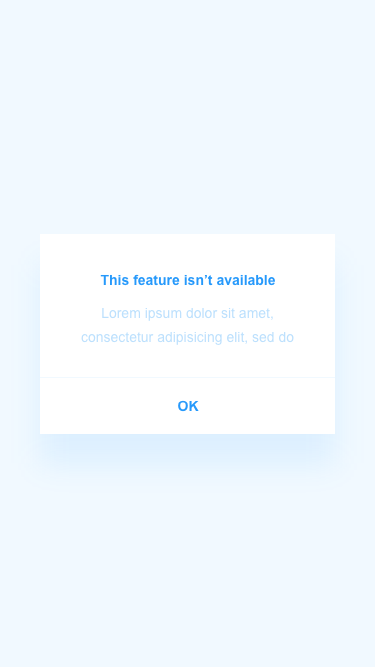 This feature isn't available
Lorem ipsum dolor sit amet,
consectetur adipisicing elit, sed do
OK